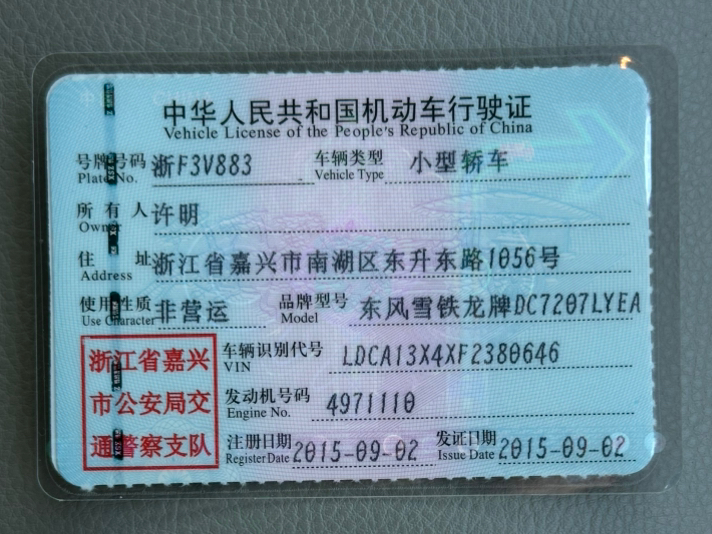 中华人民共和国机动车行驶证
Vehicle License of the People's Republic of China
号牌号码 浙F3V883 车辆类型 小型轿车
Plate No. Vehicle Type
所有人 许明
Owner
住址 浙江省嘉兴市南湖区东升东路1056号
Address
使用性质 非营运 品牌型号 东风雪铁龙牌DC7207LYEA
Use Character Model
浙江省嘉兴 车辆识别代号 LDCA13X4XF2380646
VIN
市公安局交 发动机号码 4971110
Engine No.
通警察支队 注册日期 2015-09-02 发证日期 2015-09-02
Register Date Issue Date